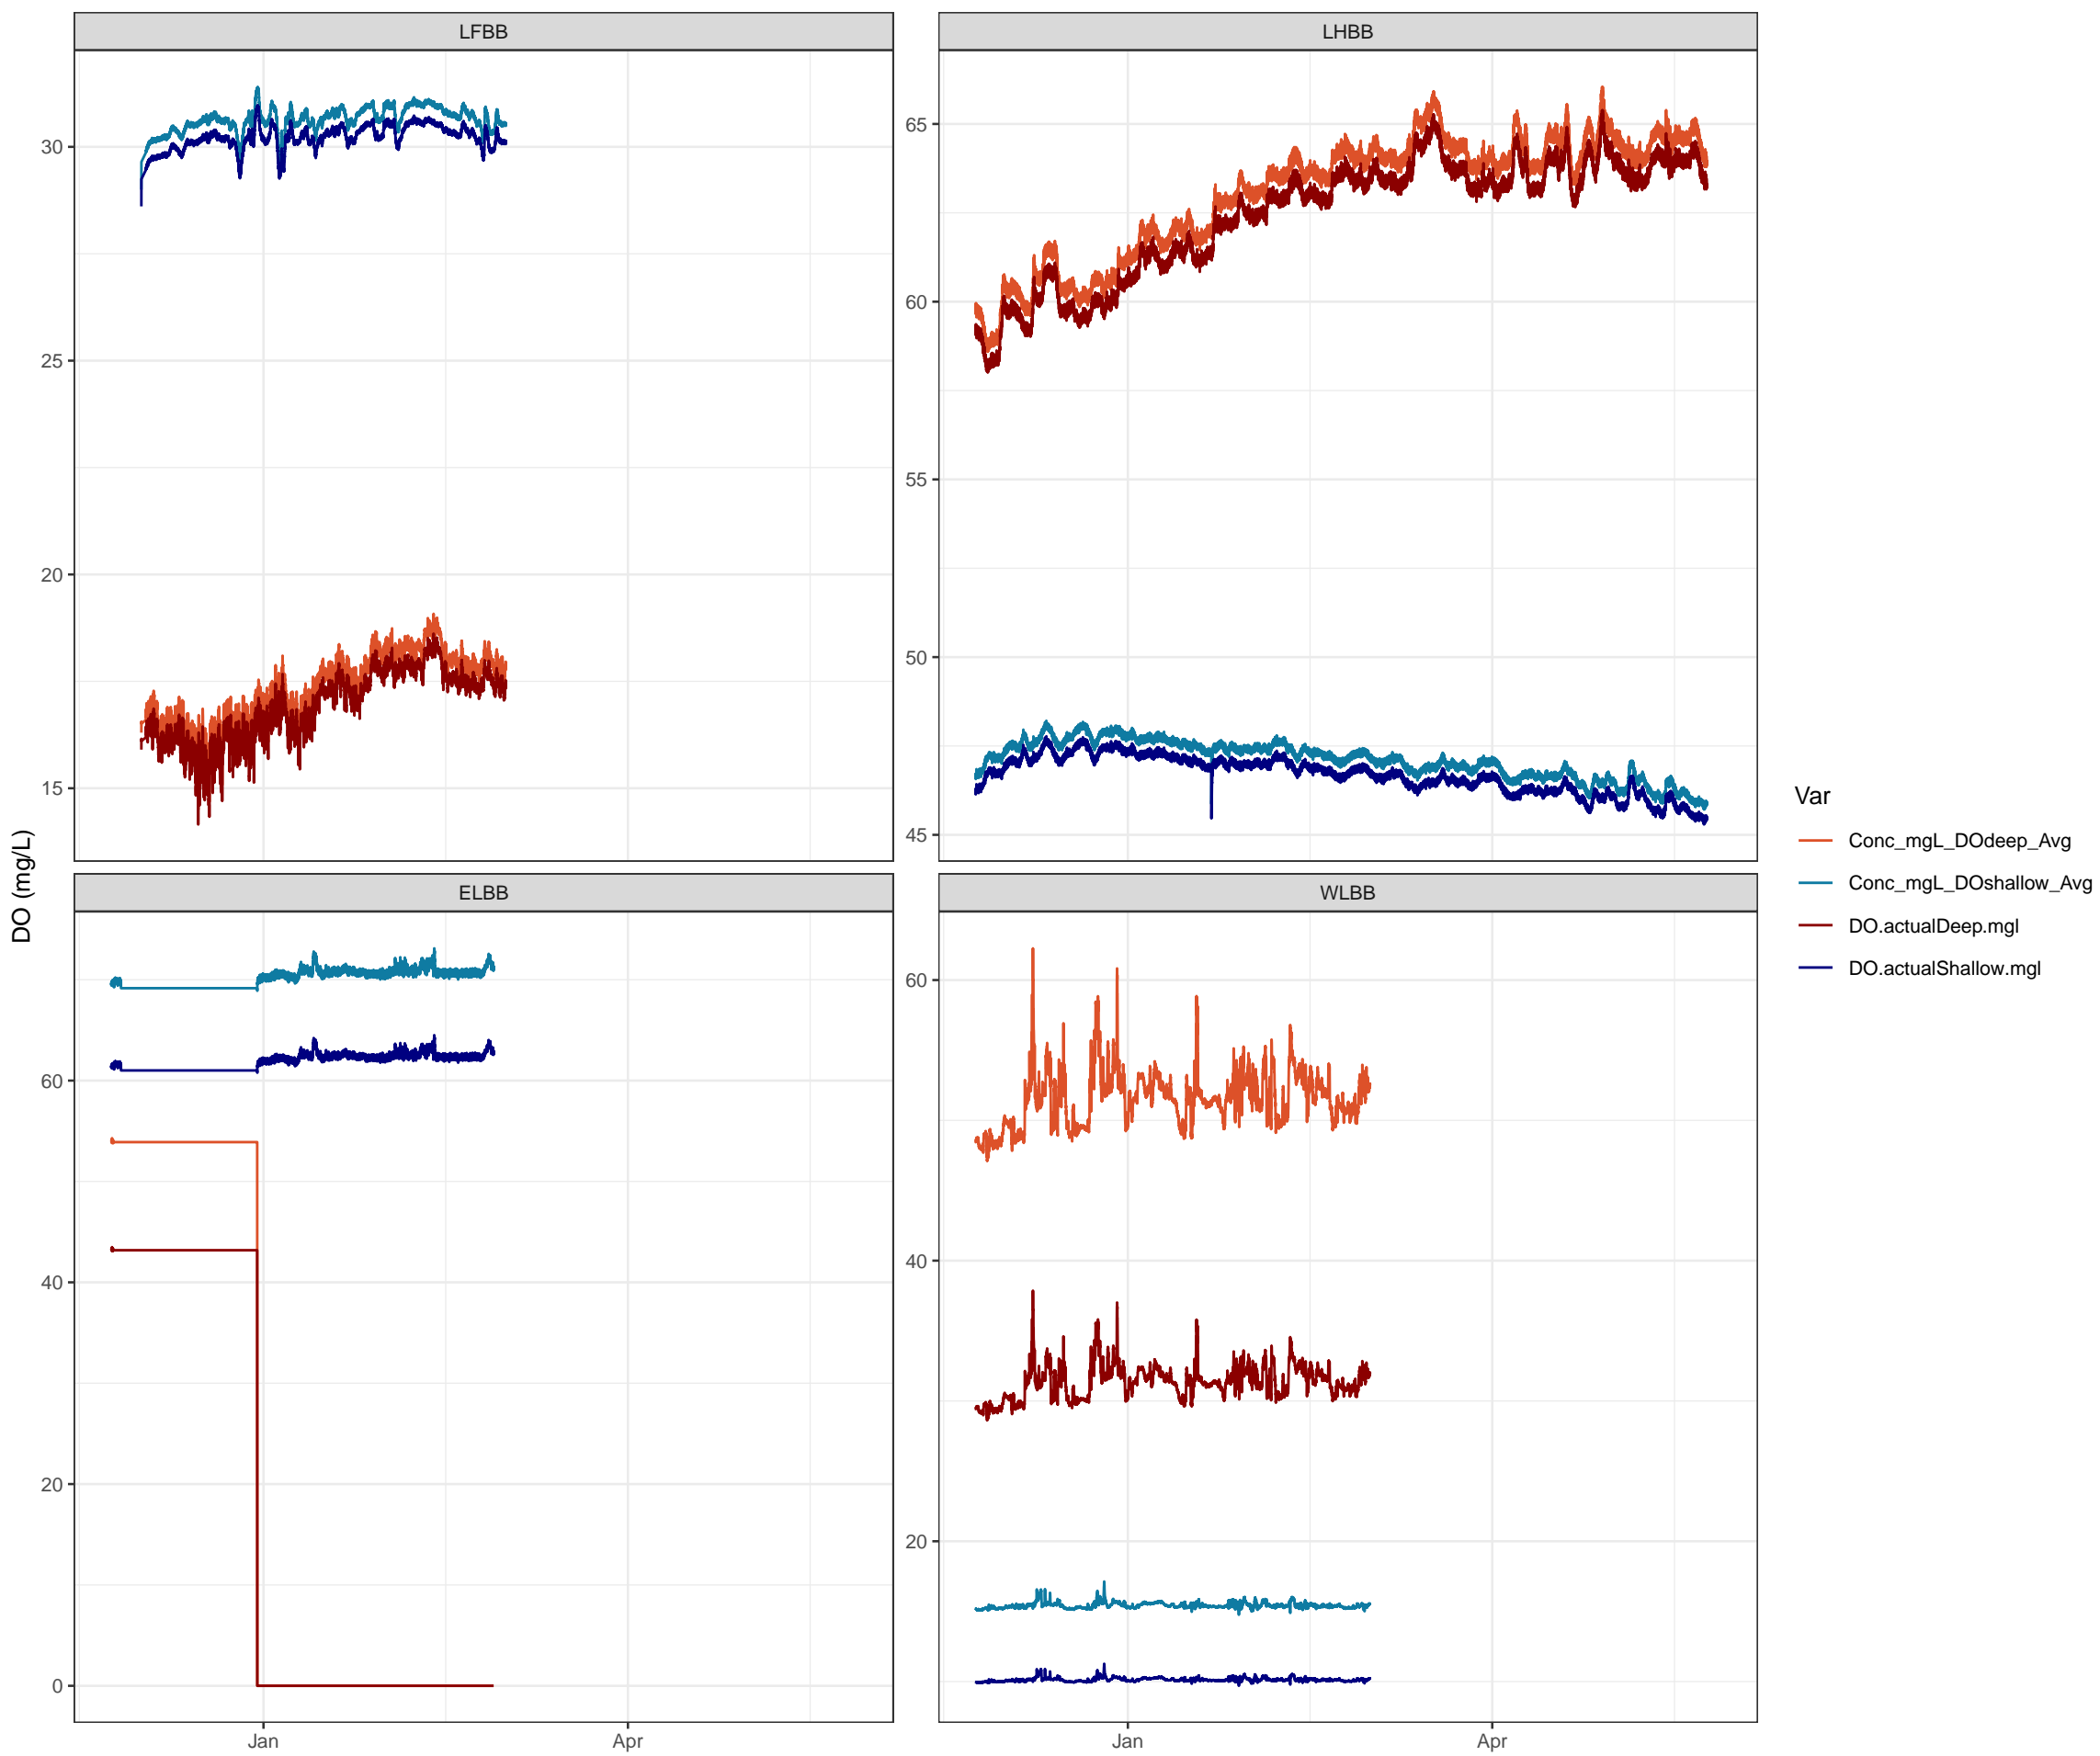 LFBB
LHBB
30
25
20
15
65
60
55
50
45
DO (mg/L)
ELBB
WLBB
60
40
20
0
60
40
20
Jan
Apr
Jan
Apr
Var
Conc_mgL_DOdeep_Avg
Conc_mgL_DOshallow_Avg
DO.actualDeep.mgl
DO.actualShallow.mgl